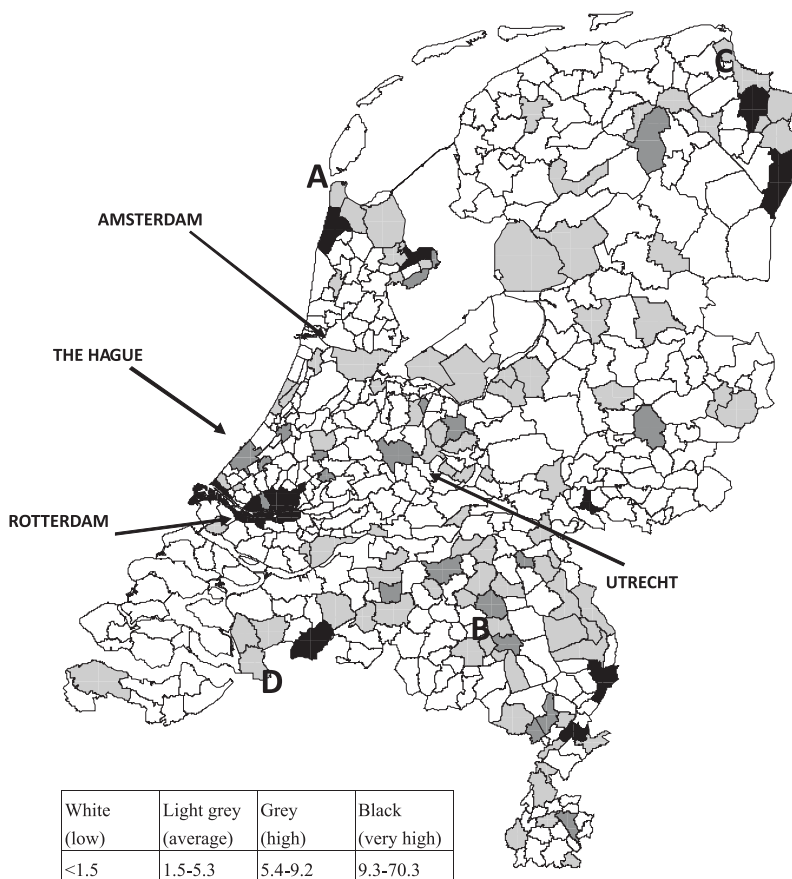 C
A
AMSTERDAM
THE HAGUE
ROTTERDAM
UTRECHT
B
D
White Light grey Grey Black
(low) (average) (high) (very high)
<1.5 1.5-5.3 5.4-9.2 9.3-70.3